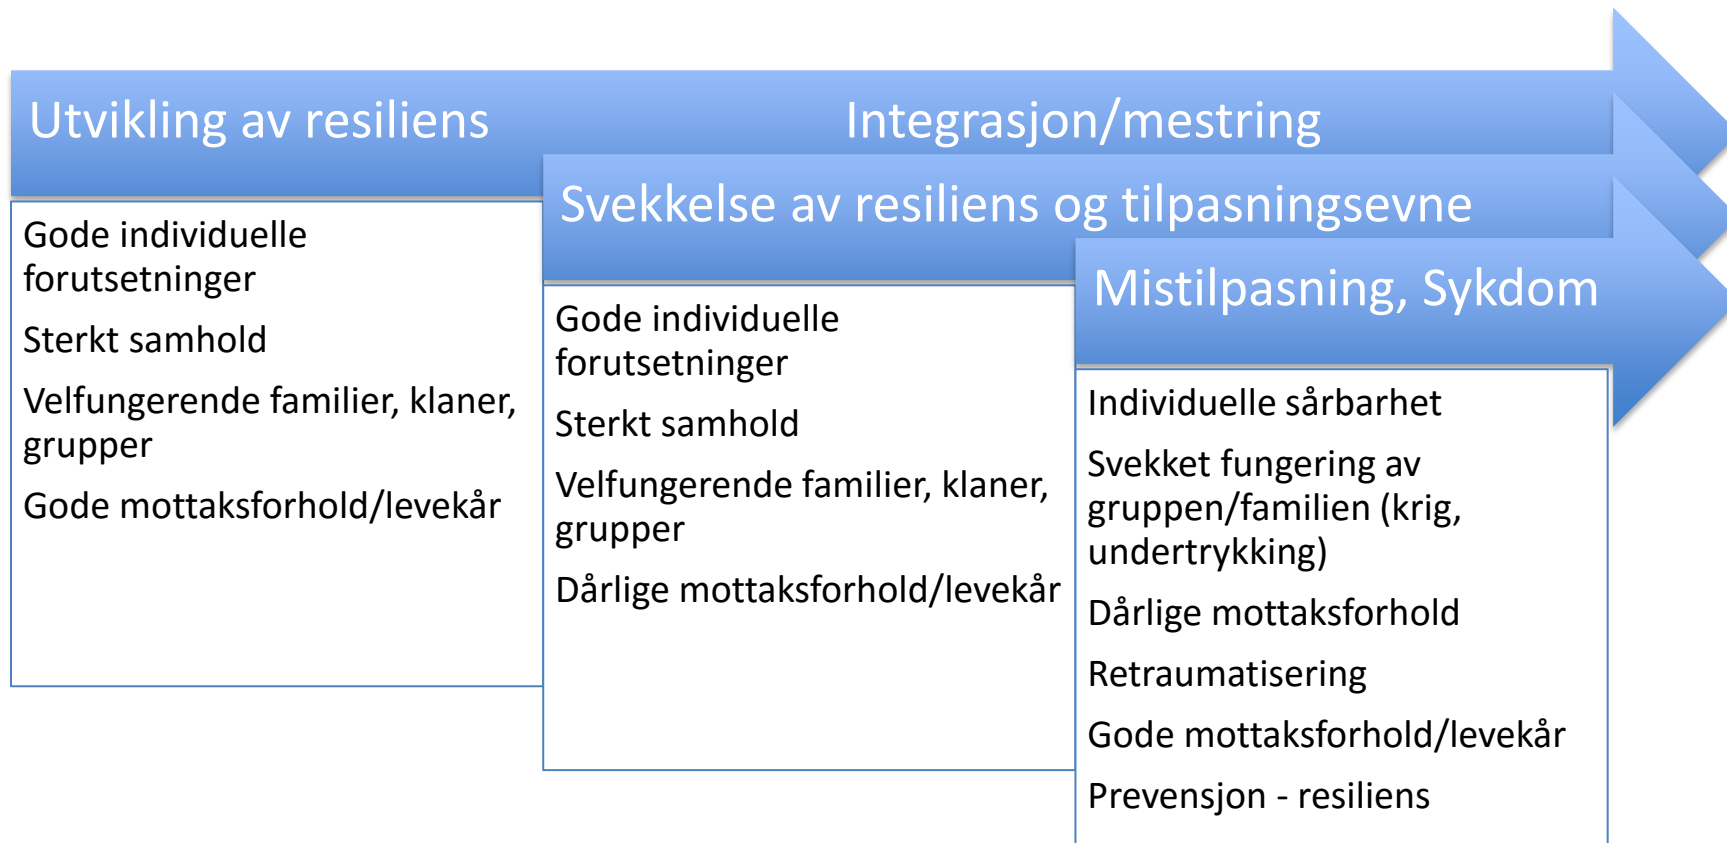 Utvikling av resiliens
Integrasjon/mestring
Gode individuelle
forutsetninger
Sterkt samhold
Velfungerende familier, klaner,
grupper
Gode mottaksforhold/levekår
Svekkelse av resiliens og tilpasningsevne
Gode individuelle
forutsetninger
Sterkt samhold
Velfungerende familier, klaner,
grupper
Dårlige mottaksforhold/levekår
Mistilpasning, Sykdom
Individuelle sårbarhet
Svekket fungering av
gruppen/familien (krig,
undertrykking)
Dårlige mottaksforhold
Retraumatisering
Gode mottaksforhold/levekår
Prevensjon - resiliens